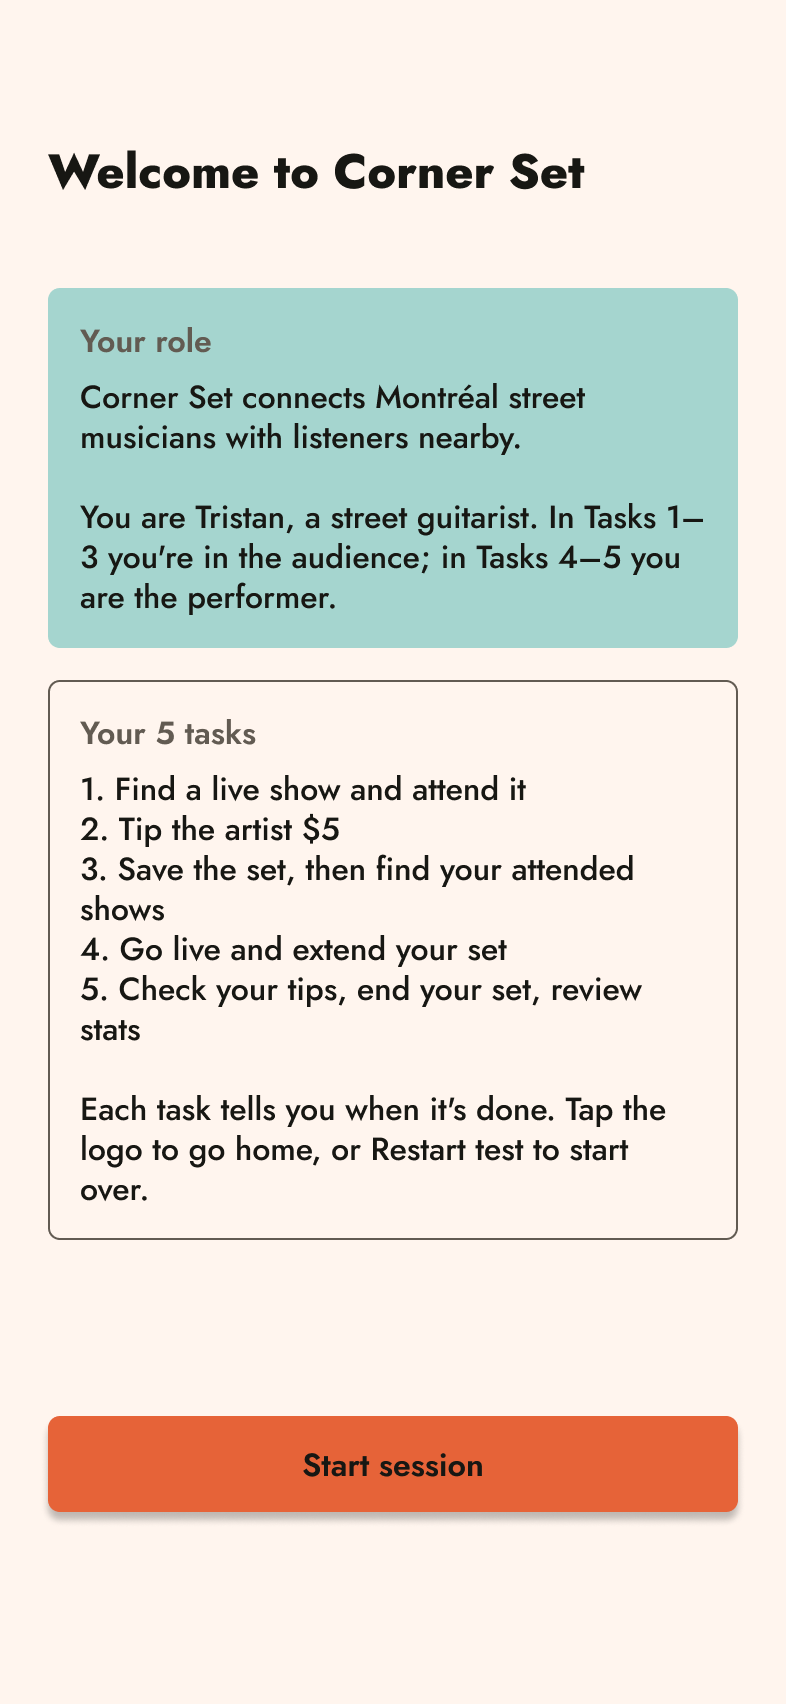 Welcome to Corner Set
Your role
Corner Set connects Montréal street
musicians with listeners nearby.
You are Tristan, a street guitarist. In Tasks 1–
3 you're in the audience; in Tasks 4–5 you
are the performer.
Your 5 tasks
1. Find a live show and attend it
2. Tip the artist $5
3. Save the set, then find your attended
shows
4. Go live and extend your set
5. Check your tips, end your set, review
stats
Each task tells you when it's done. Tap the
logo to go home, or Restart test to start
over.
Start session